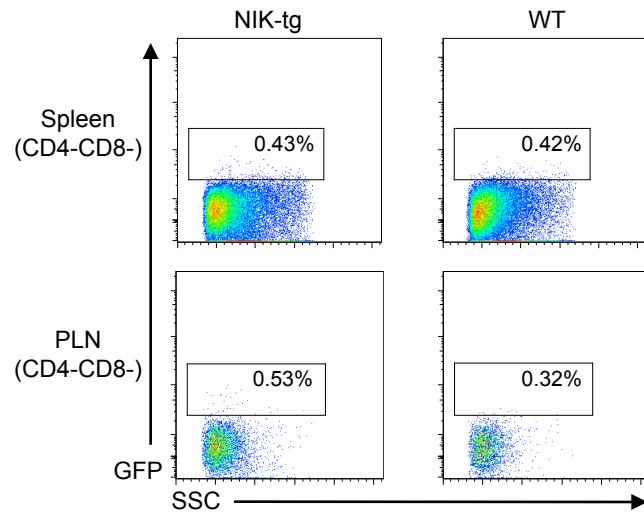 NIK-tg
WT
Spleen
(CD4-CD8-)
0.43%
0.42%
PLN
(CD4-CD8-)
0.53%
0.32%
GFP
SSC